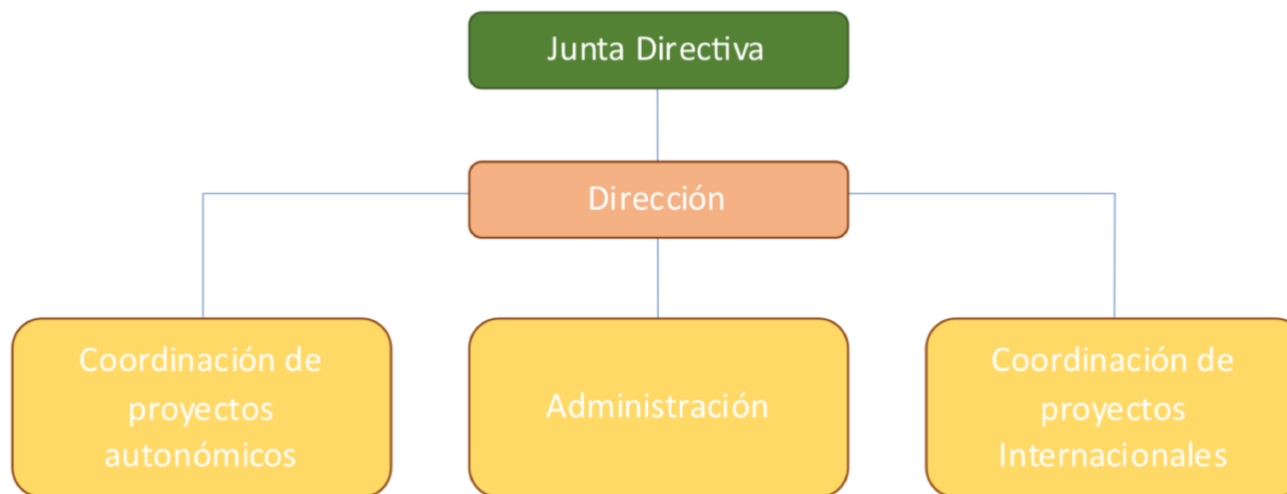 Junta Directiva
Dirección
Coordinación de
proyectos
autonómicos
Administración
Coordinación de
proyectos
Internacionales